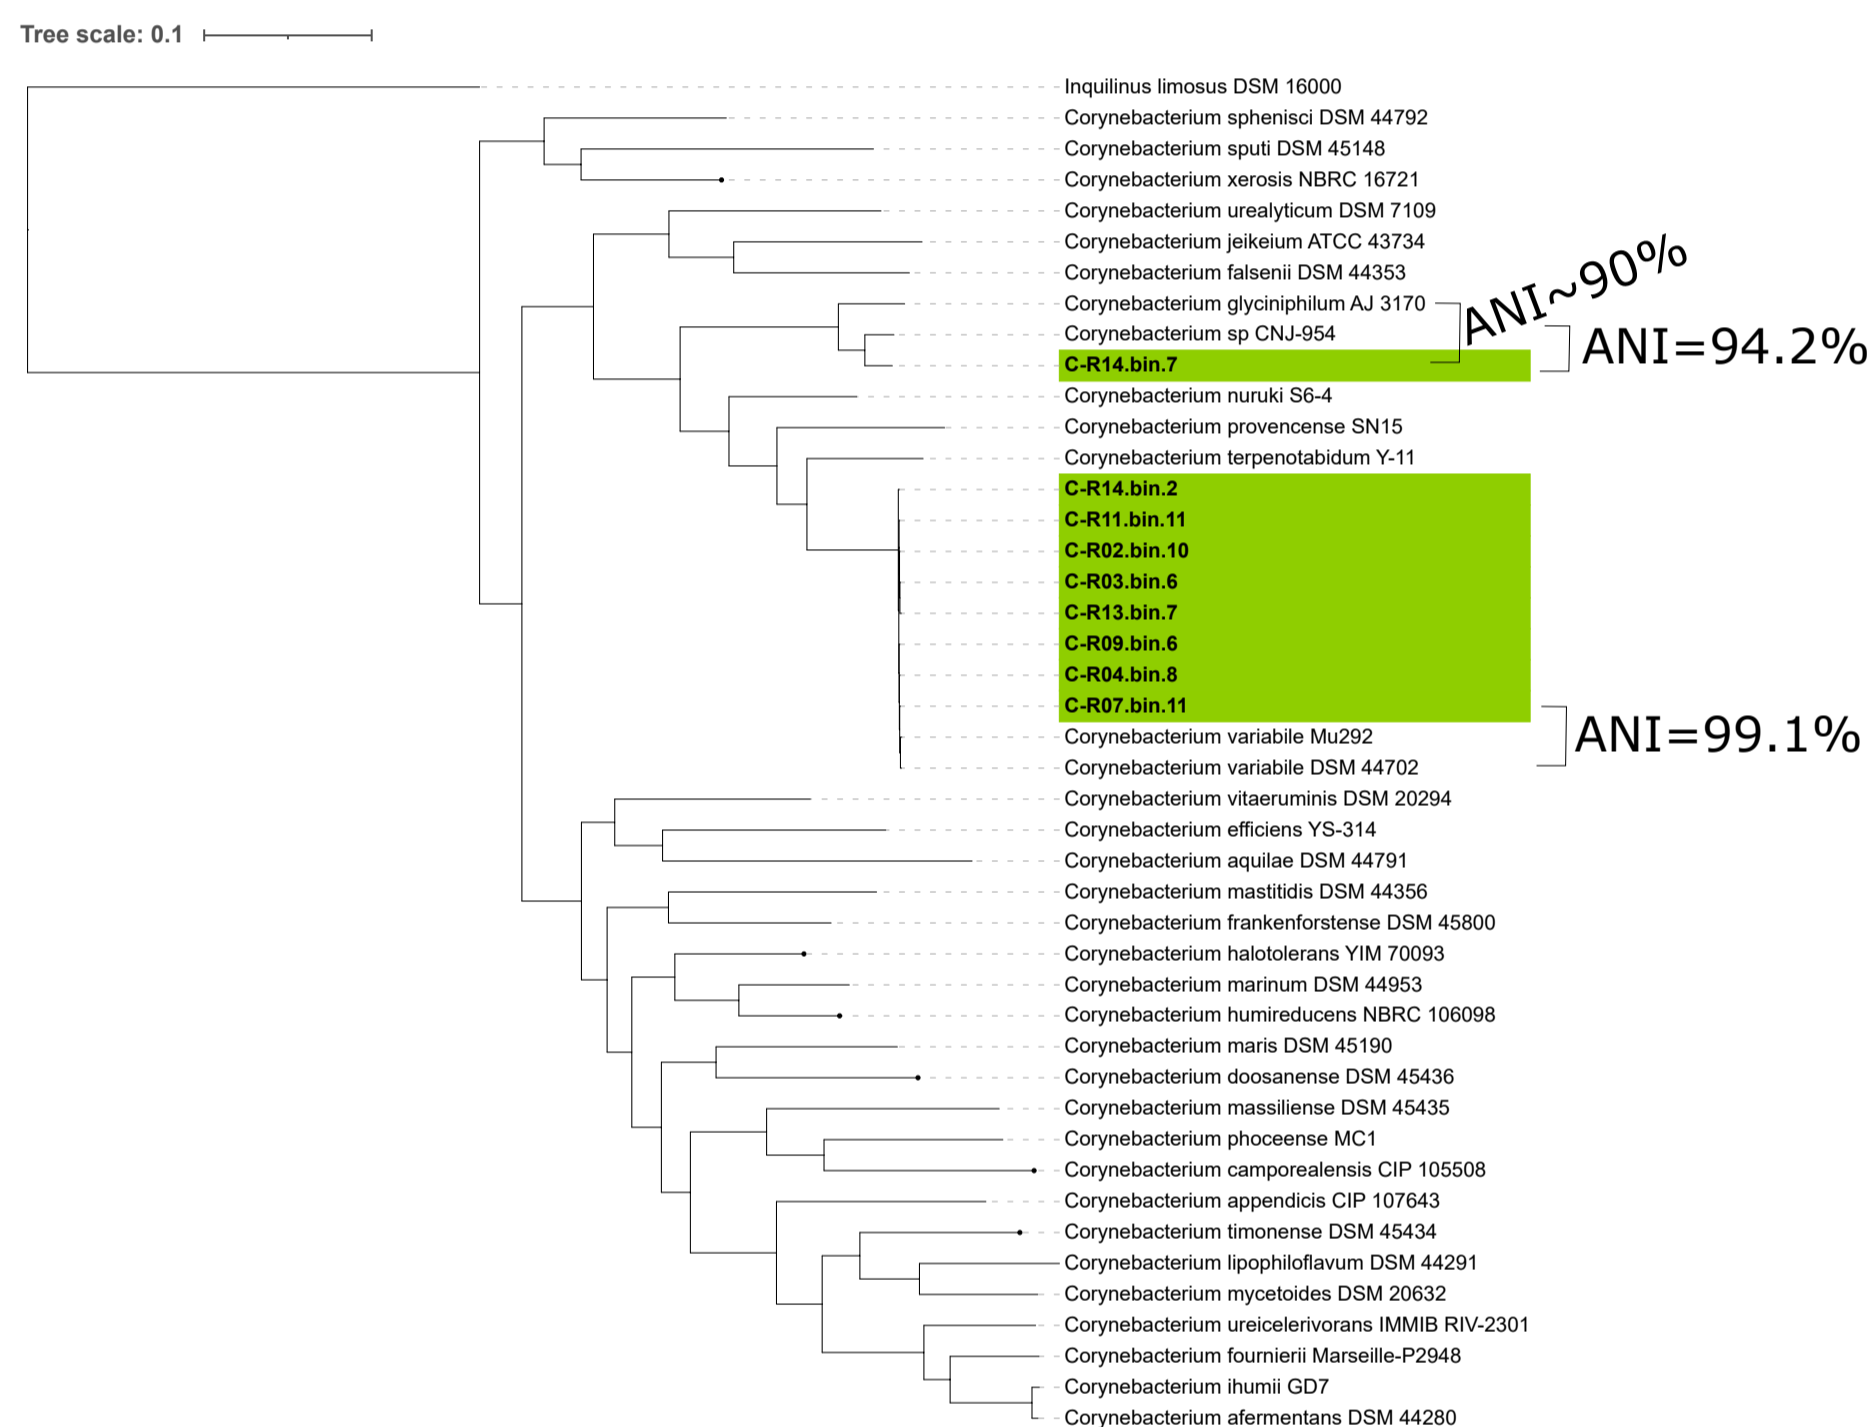 Tree scale: 0.1
Inquilinus limosus DSM 16000
Corynebacterium sphenisci DSM 44792
Corynebacterium sputi DSM 45148
Corynebacterium xerosis NBRC 16721
Corynebacterium urealyticum DSM 7109
Corynebacterium jeikeium ATCC 43734
Corynebacterium falsenii DSM 44353
Corynebacterium glyciniphilum AJ 3170
ANI~90%
Corynebacterium sp CNJ-954
ANI=94.2%
C-R14.bin.7
Corynebacterium nuruki S6-4
Corynebacterium provencense SN15
Corynebacterium terpenotabidum Y-11
C-R14.bin.2
C-R11.bin.11
C-R02.bin.10
C-R03.bin.6
C-R13.bin.7
C-R09.bin.6
C-R04.bin.8
C-R07.bin.11
Corynebacterium variabile Mu292
ANI=99.1%
Corynebacterium variabile DSM 44702
Corynebacterium vitaeruminis DSM 20294
Corynebacterium efficiens YS-314
Corynebacterium aquilae DSM 44791
Corynebacterium mastitidis DSM 44356
Corynebacterium frankenforstense DSM 45800
Corynebacterium halotolerans YIM 70093
Corynebacterium marinum DSM 44953
Corynebacterium humireducens NBRC 106098
Corynebacterium maris DSM 45190
Corynebacterium doosanense DSM 45436
Corynebacterium massiliense DSM 45435
Corynebacterium phoceense MC1
Corynebacterium camporealensis CIP 105508
Corynebacterium appendicis CIP 107643
Corynebacterium timonense DSM 45434
Corynebacterium lipophiloflavum DSM 44291
Corynebacterium mycetoides DSM 20632
Corynebacterium ureicelerivorans IMMIB RIV-2301
Corynebacterium fournierii Marseille-P2948
Corynebacterium ihumii GD7
Corynebacterium afermentans DSM 44280